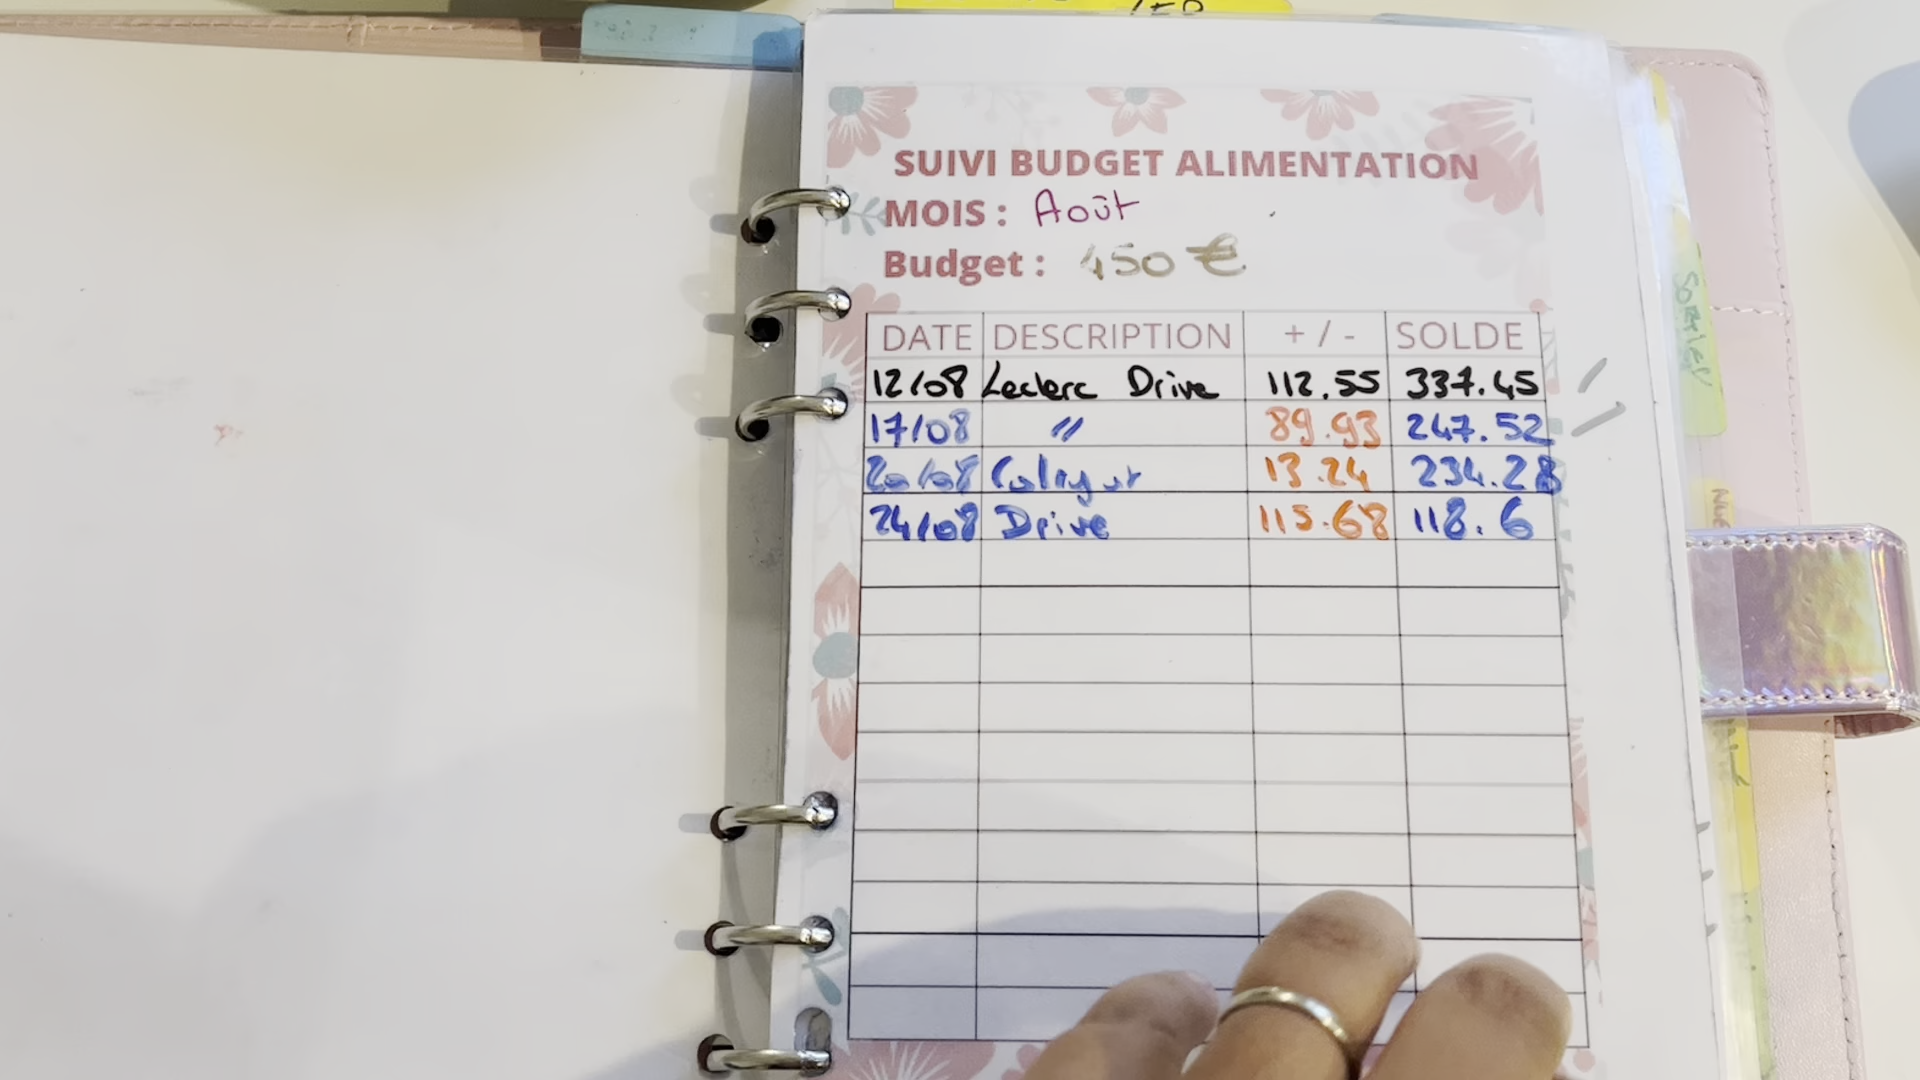 SUIVI BUDGET ALIMENTATION
MOIS : Août
Budget : 450 €
DATE DESCRIPTION + / - SOLDE
12/08 Leclerc Drive 112.55 337.45
17/08 " 89.93 247.52
20/08 13.24 234.28
24/08 Drive 115.68 118.6